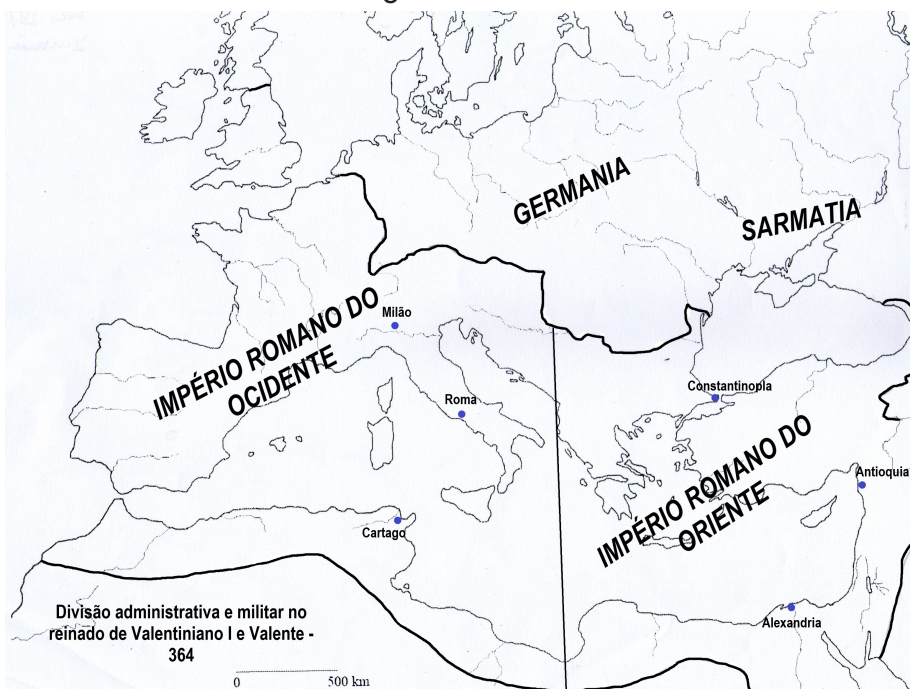 GERMANIA
SARMATIA
IMPÉRIO ROMANO DO
OCIDENTE
Milão
Roma
Constantinopla
IMPÉRIO ROMANO DO
ORIENTE
Antioquia
Cartago
Alexandria
Divisão administrativa e militar no
reinado de Valentiniano I e Valente -
364
0 500 km